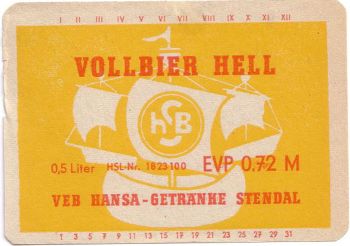 I II III IV V VI VII VIII IX X XI XII
VOLLBIER HELL
HSB
0,5 Liter HSL-Nr. 1823100 EVP 0.72 M
VEB HANSA-GETRÄNKE STENDAL
1 3 5 7 9 11 13 15 17 19 21 23 25 27 29 31